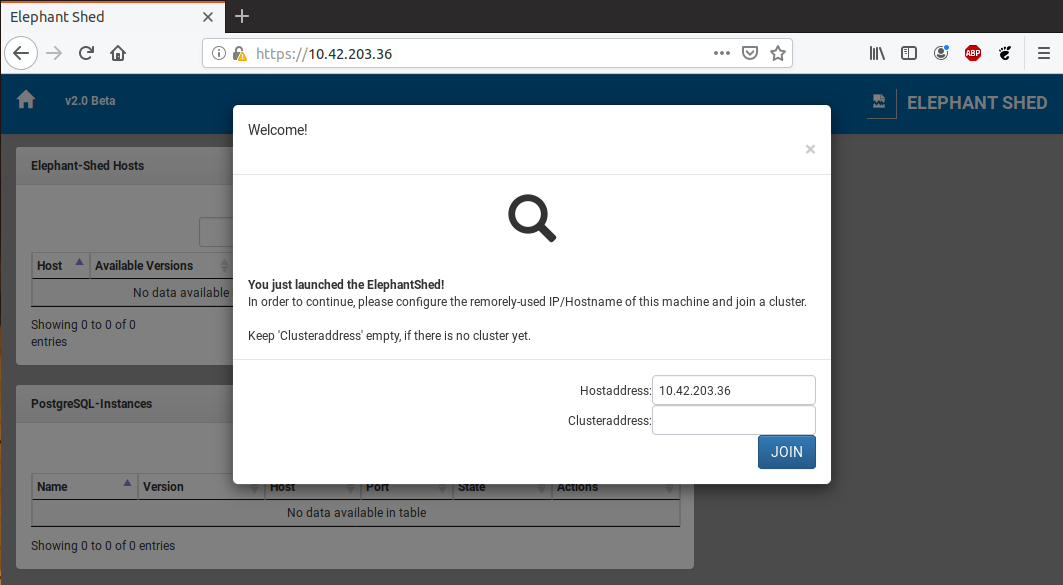 Elephant Shed
https://10.42.203.36
ABP
v2.0 Beta
ELEPHANT SHED
Welcome!
×
Elephant-Shed Hosts
Host Available Versions
No data available
Showing 0 to 0 of 0
entries
You just launched the ElephantShed!
In order to continue, please configure the remorely-used IP/Hostname of this machine and join a cluster.
Keep 'Clusteraddress' empty, if there is no cluster yet.
Hostaddress: 10.42.203.36
Clusteraddress:
JOIN
PostgreSQL-Instances
Name Version Host Port State Actions
No data available in table
Showing 0 to 0 of 0 entries